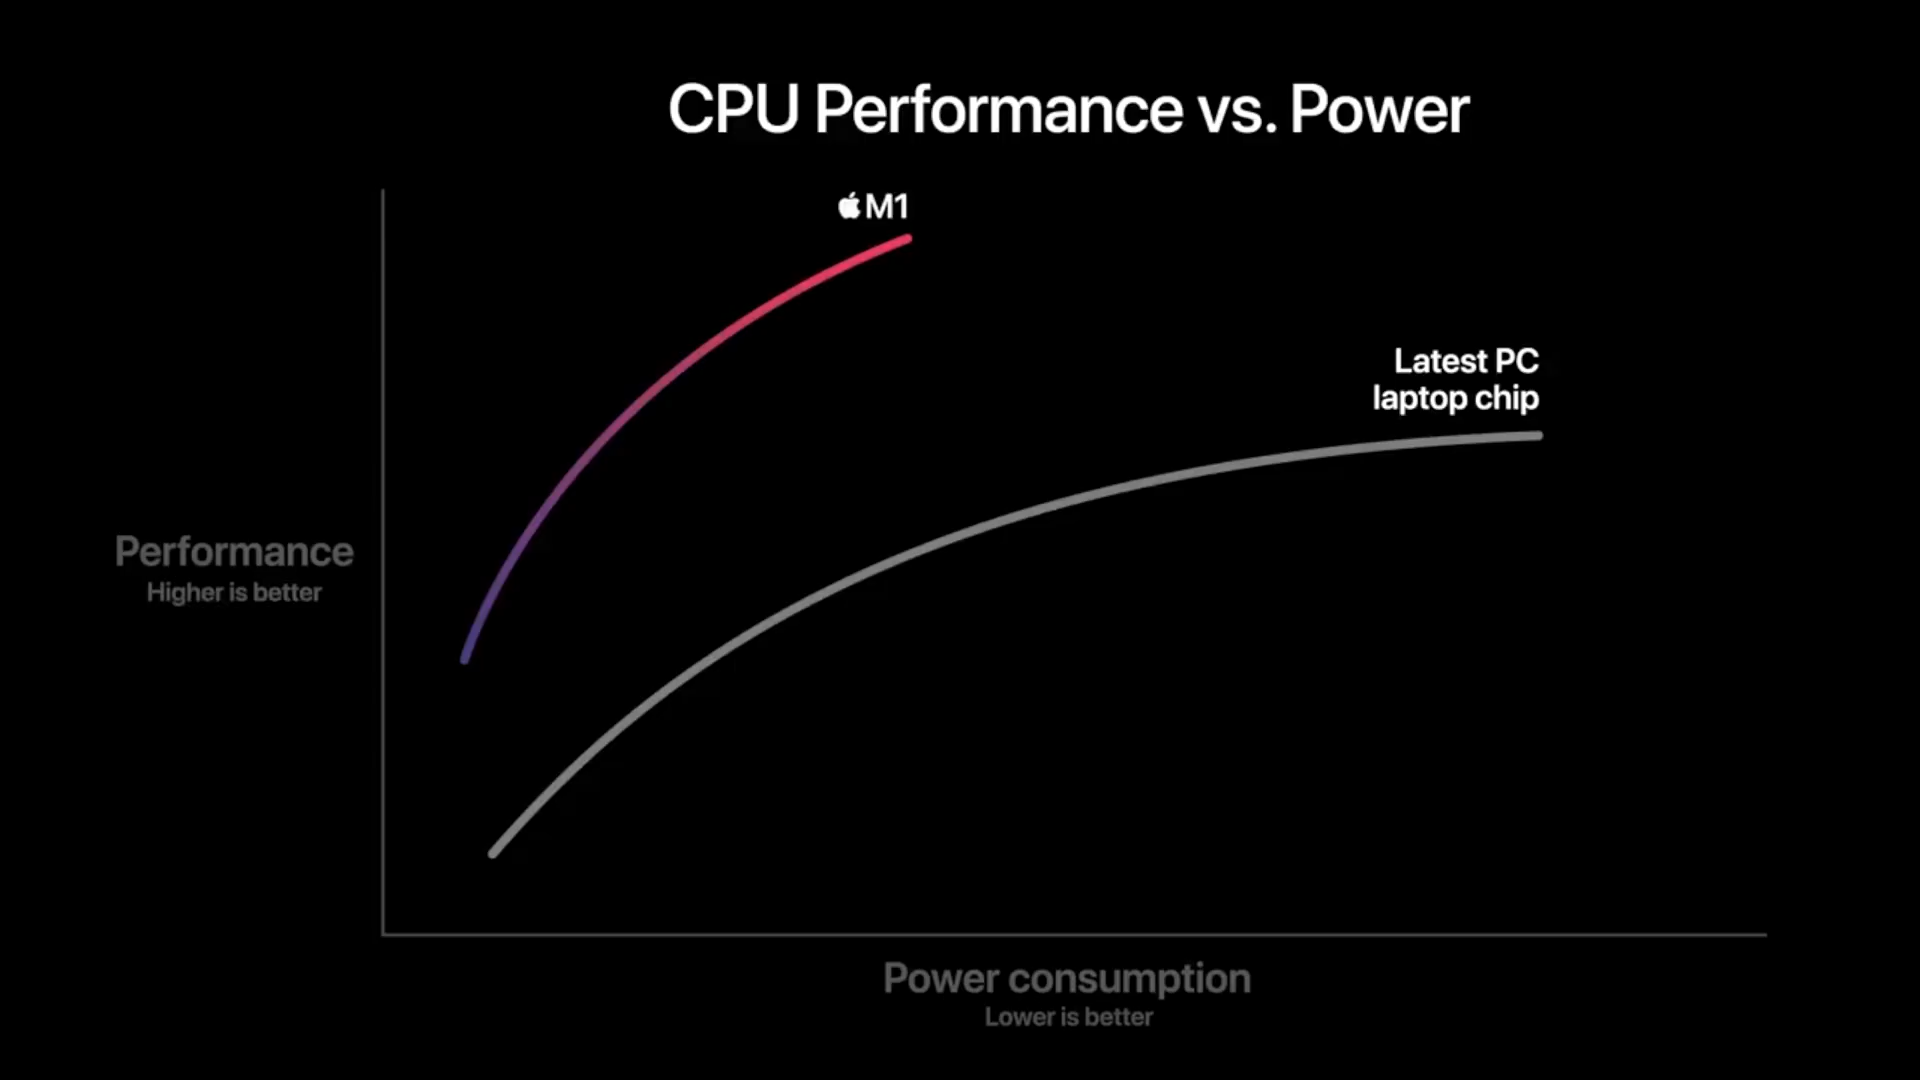 CPU Performance vs. Power
M1
Latest PC
laptop chip
Performance
Higher is better
Power consumption
Lower is better